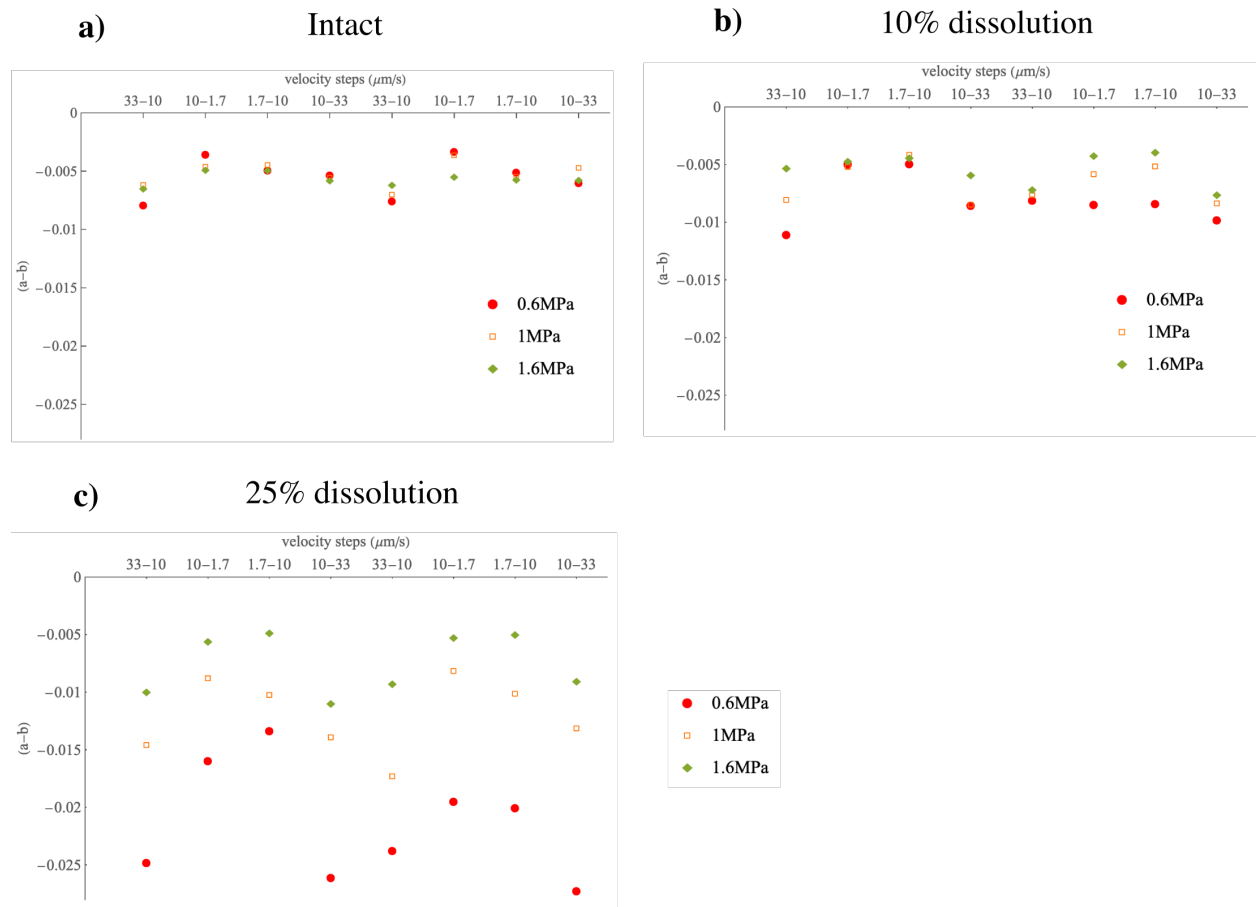 a) Intact
velocity steps (μm/s)
33–10 10–1.7 1.7–10 10–33 33–10 10–1.7 1.7–10 10–33
0
−0.005
−0.01
−0.015
−0.02
−0.025
(a−b)
0.6MPa
1MPa
1.6MPa
b) 10% dissolution
velocity steps (μm/s)
33–10 10–1.7 1.7–10 10–33 33–10 10–1.7 1.7–10 10–33
0
−0.005
−0.01
−0.015
−0.02
−0.025
(a−b)
0.6MPa
1MPa
1.6MPa
c) 25% dissolution
velocity steps (μm/s)
33–10 10–1.7 1.7–10 10–33 33–10 10–1.7 1.7–10 10–33
0
−0.005
−0.01
−0.015
−0.02
−0.025
(a−b)
0.6MPa
1MPa
1.6MPa